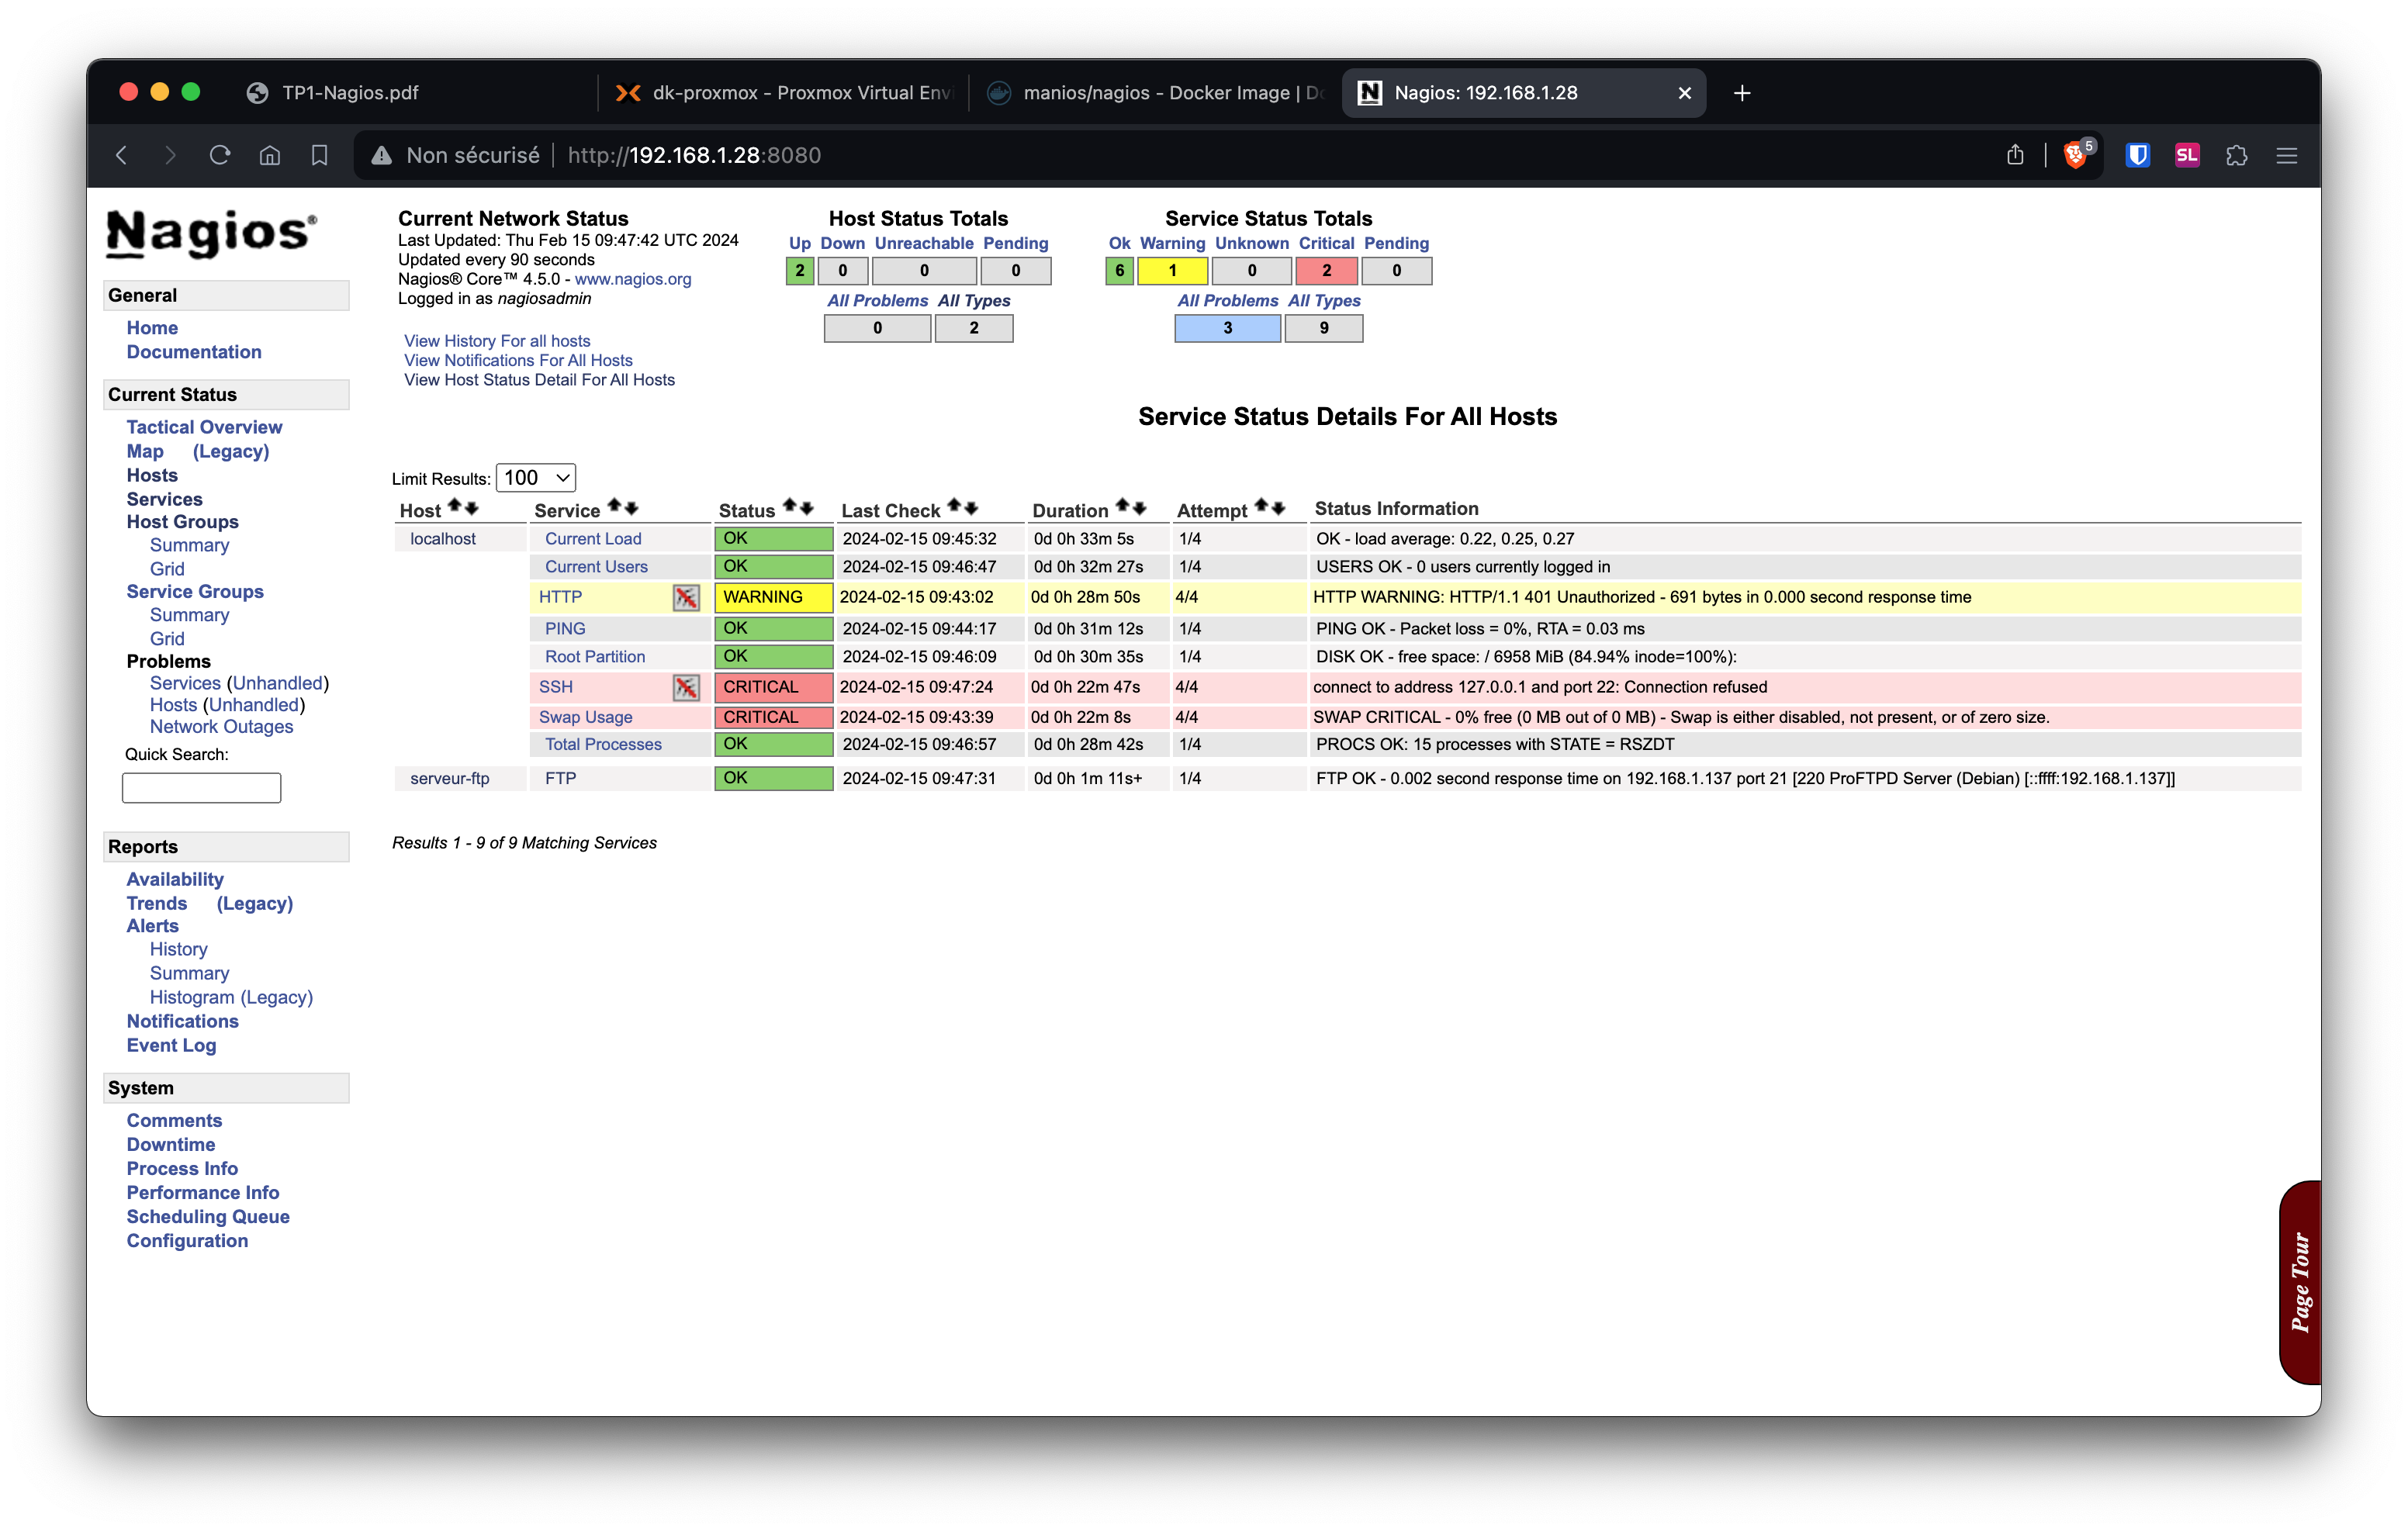 TP1-Nagios.pdf
dk-proxmox - Proxmox Virtual Envi
manios/nagios - Docker Image | Do
Nagios: 192.168.1.28
Non sécurisé
http://192.168.1.28:8080
5
SL
Nagios®
General
Home
Documentation
Current Status
Tactical Overview
Map (Legacy)
Hosts
Services
Host Groups
Summary
Grid
Service Groups
Summary
Grid
Problems
Services (Unhandled)
Hosts (Unhandled)
Network Outages
Quick Search:
Reports
Availability
Trends (Legacy)
Alerts
History
Summary
Histogram (Legacy)
Notifications
Event Log
System
Comments
Downtime
Process Info
Performance Info
Scheduling Queue
Configuration
Current Network Status
Last Updated: Thu Feb 15 09:47:42 UTC 2024
Updated every 90 seconds
Nagios® Core™ 4.5.0 - www.nagios.org
Logged in as nagiosadmin
View History For all hosts
View Notifications For All Hosts
View Host Status Detail For All Hosts
Host Status Totals
Up Down Unreachable Pending
2 0 0 0
All Problems All Types
0 2
Service Status Totals
Ok Warning Unknown Critical Pending
6 1 0 2 0
All Problems All Types
3 9
Service Status Details For All Hosts
Limit Results: 100
Host Service Status Last Check Duration Attempt Status Information
localhost Current Load OK 2024-02-15 09:45:32 0d 0h 33m 5s 1/4 OK - load average: 0.22, 0.25, 0.27
Current Users OK 2024-02-15 09:46:47 0d 0h 32m 27s 1/4 USERS OK - 0 users currently logged in
HTTP WARNING 2024-02-15 09:43:02 0d 0h 28m 50s 4/4 HTTP WARNING: HTTP/1.1 401 Unauthorized - 691 bytes in 0.000 second response time
PING OK 2024-02-15 09:44:17 0d 0h 31m 12s 1/4 PING OK - Packet loss = 0%, RTA = 0.03 ms
Root Partition OK 2024-02-15 09:46:09 0d 0h 30m 35s 1/4 DISK OK - free space: / 6958 MiB (84.94% inode=100%):
SSH CRITICAL 2024-02-15 09:47:24 0d 0h 22m 47s 4/4 connect to address 127.0.0.1 and port 22: Connection refused
Swap Usage CRITICAL 2024-02-15 09:43:39 0d 0h 22m 8s 4/4 SWAP CRITICAL - 0% free (0 MB out of 0 MB) - Swap is either disabled, not present, or of zero size.
Total Processes OK 2024-02-15 09:46:57 0d 0h 28m 42s 1/4 PROCS OK: 15 processes with STATE = RSZDT
serveur-ftp FTP OK 2024-02-15 09:47:31 0d 0h 1m 11s+ 1/4 FTP OK - 0.002 second response time on 192.168.1.137 port 21 [220 ProFTPD Server (Debian) [::ffff:192.168.1.137]]
Results 1 - 9 of 9 Matching Services
Page Tour